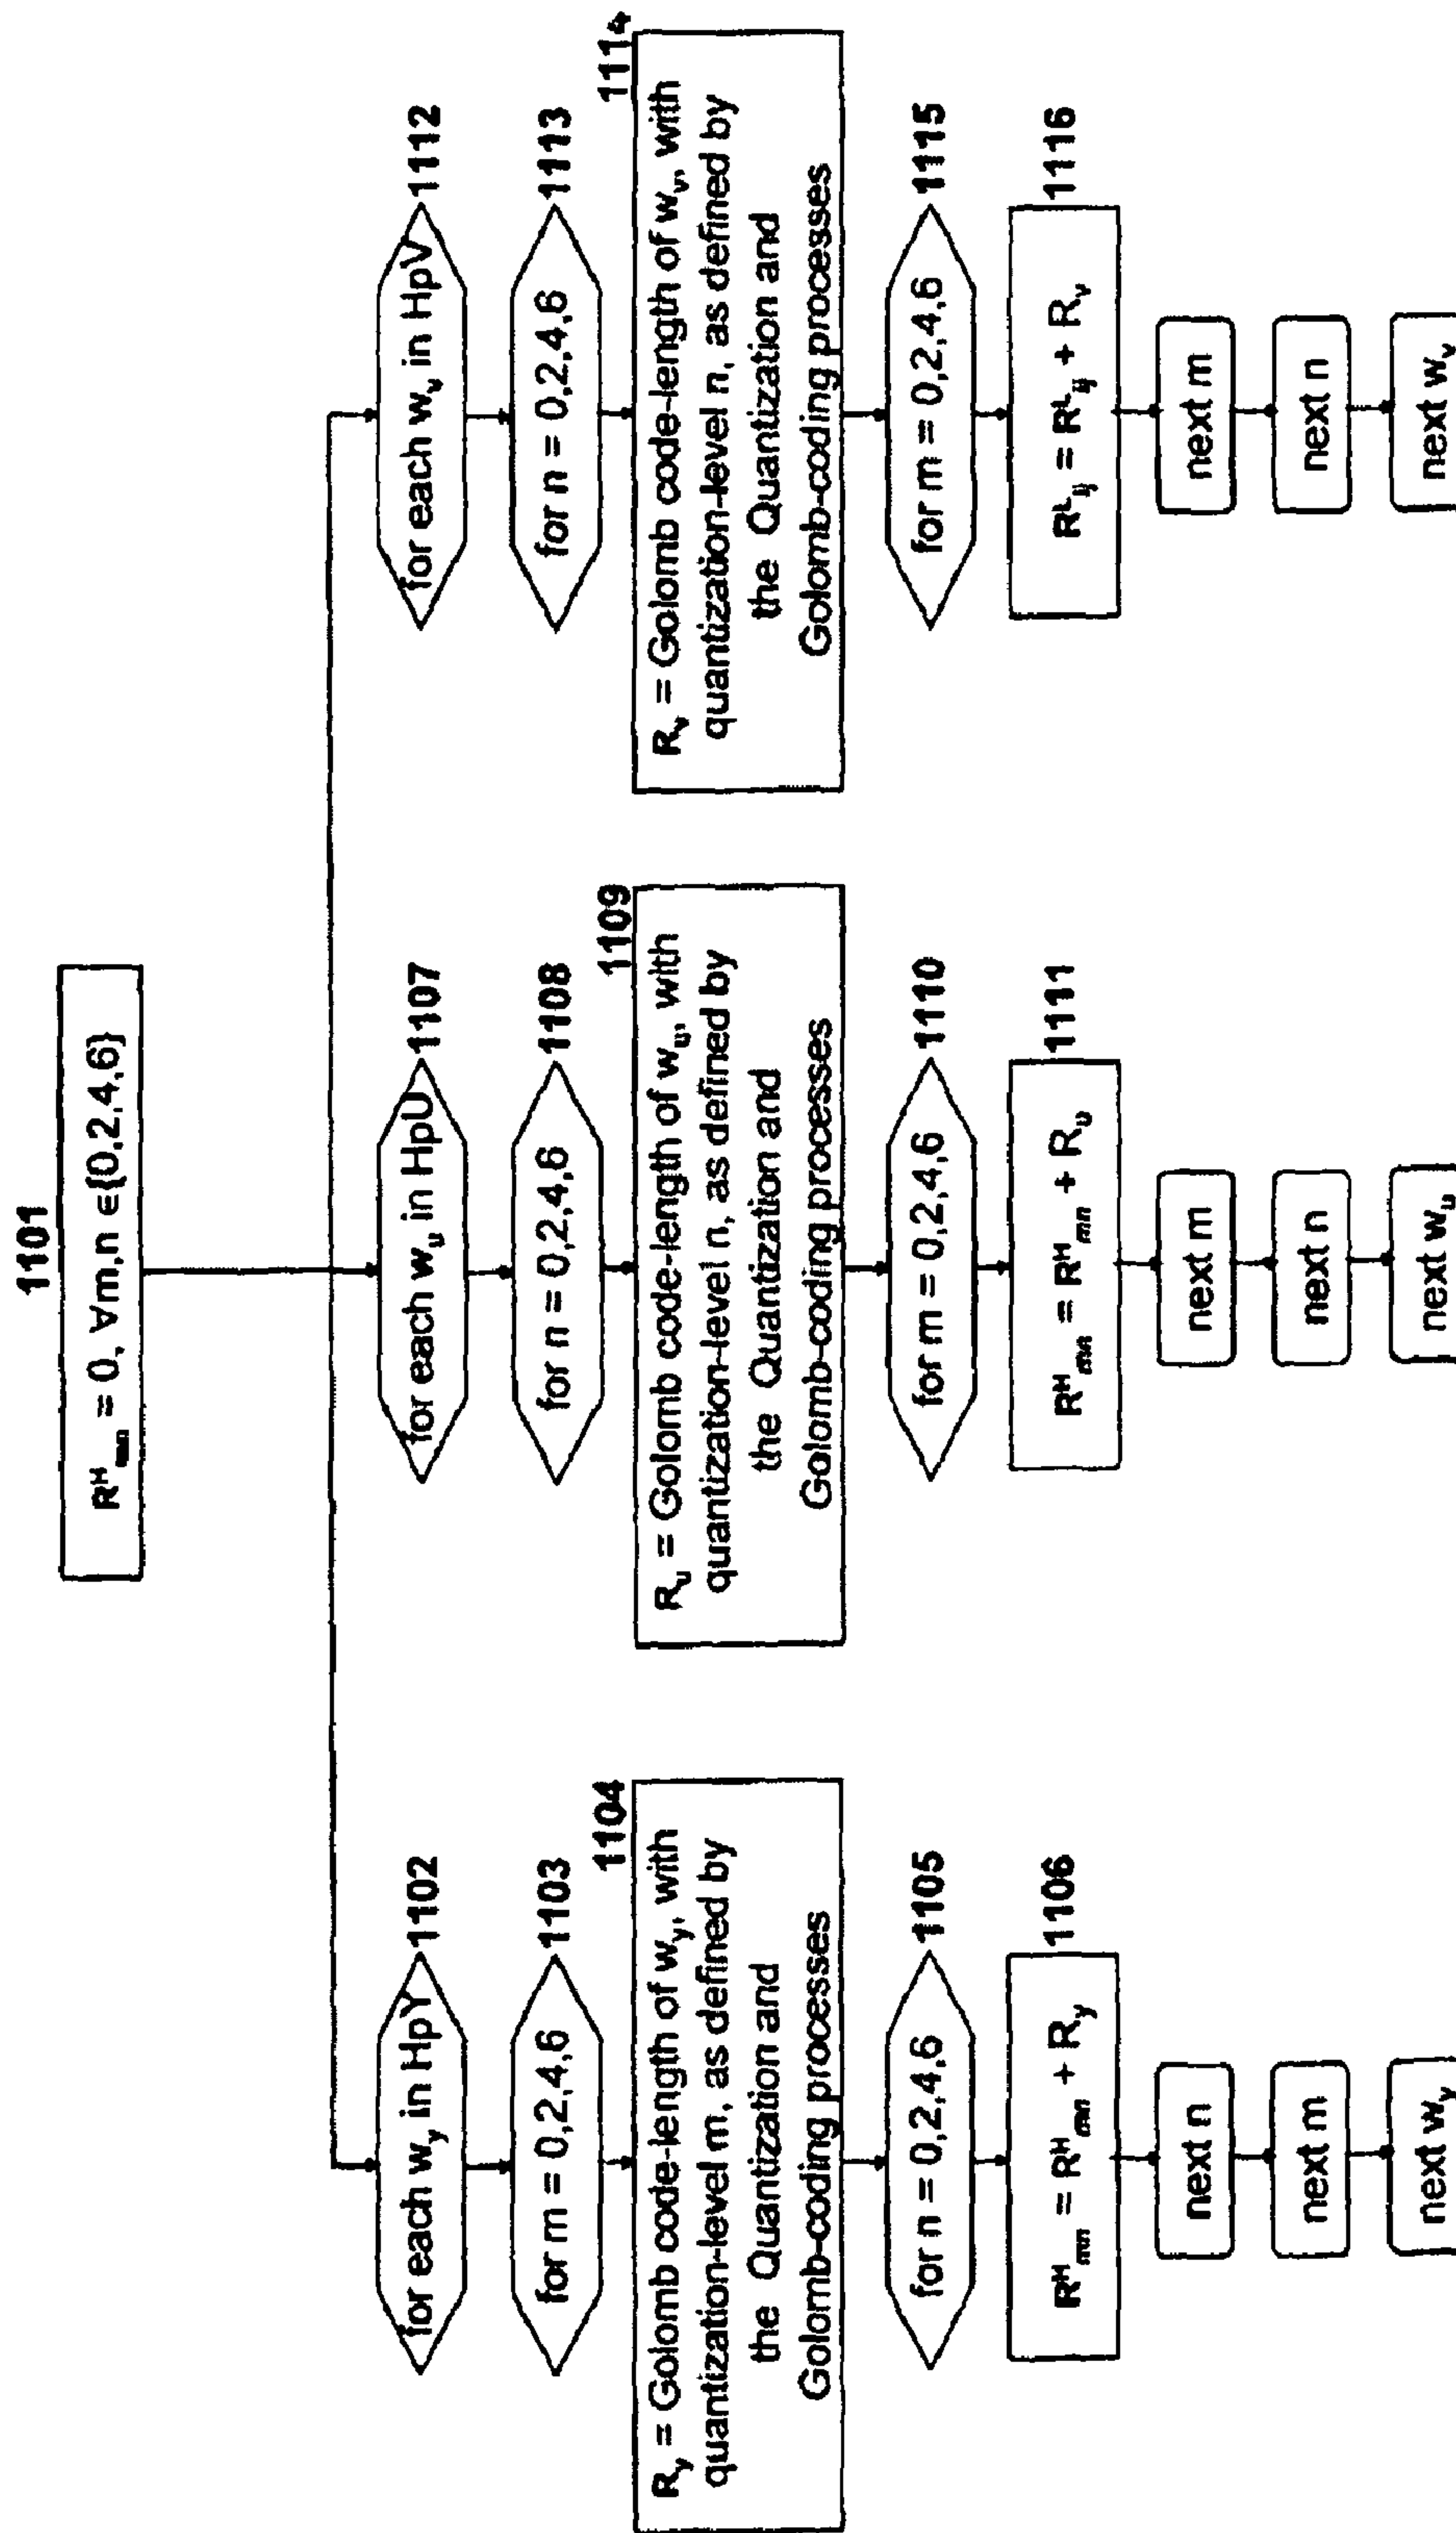 1101
R^H_mn = 0, ∀m,n ∈{0,2,4,6}
for each w_y in HpY
1102
for m = 0,2,4,6
1103
1104
R_y = Golomb code-length of w_y, with
quantization-level m, as defined by
the Quantization and
Golomb-coding processes
for n = 0,2,4,6
1105
R^H_mn = R^H_mn + R_y
1106
next n
next m
next w_y
for each w_u in HpU
1107
for n = 0,2,4,6
1108
1109
R_u = Golomb code-length of w_u, with
quantization-level n, as defined by
the Quantization and
Golomb-coding processes
for m = 0,2,4,6
1110
R^H_mn = R^H_mn + R_u
1111
next m
next n
next w_u
for each w_v in HpV
1112
for n = 0,2,4,6
1113
1114
R_v = Golomb code-length of w_v, with
quantization-level n, as defined by
the Quantization and
Golomb-coding processes
for m = 0,2,4,6
1115
R^L_ij = R^L_ij + R_v
1116
next m
next n
next w_v